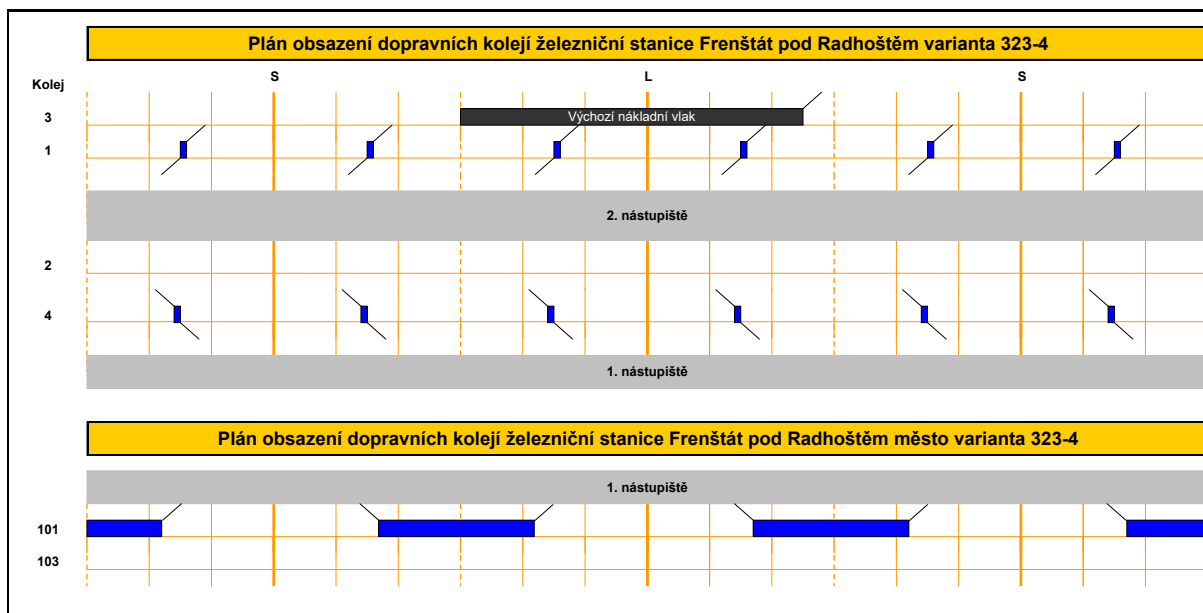 Plán obsazení dopravních kolejí železniční stanice Frenštát pod Radhoštěm varianta 323-4
S L S
Kolej
3 Výchozí nákladní vlak
1
2. nástupiště
2
4
1. nástupiště
Plán obsazení dopravních kolejí železniční stanice Frenštát pod Radhoštěm město varianta 323-4
1. nástupiště
101
103